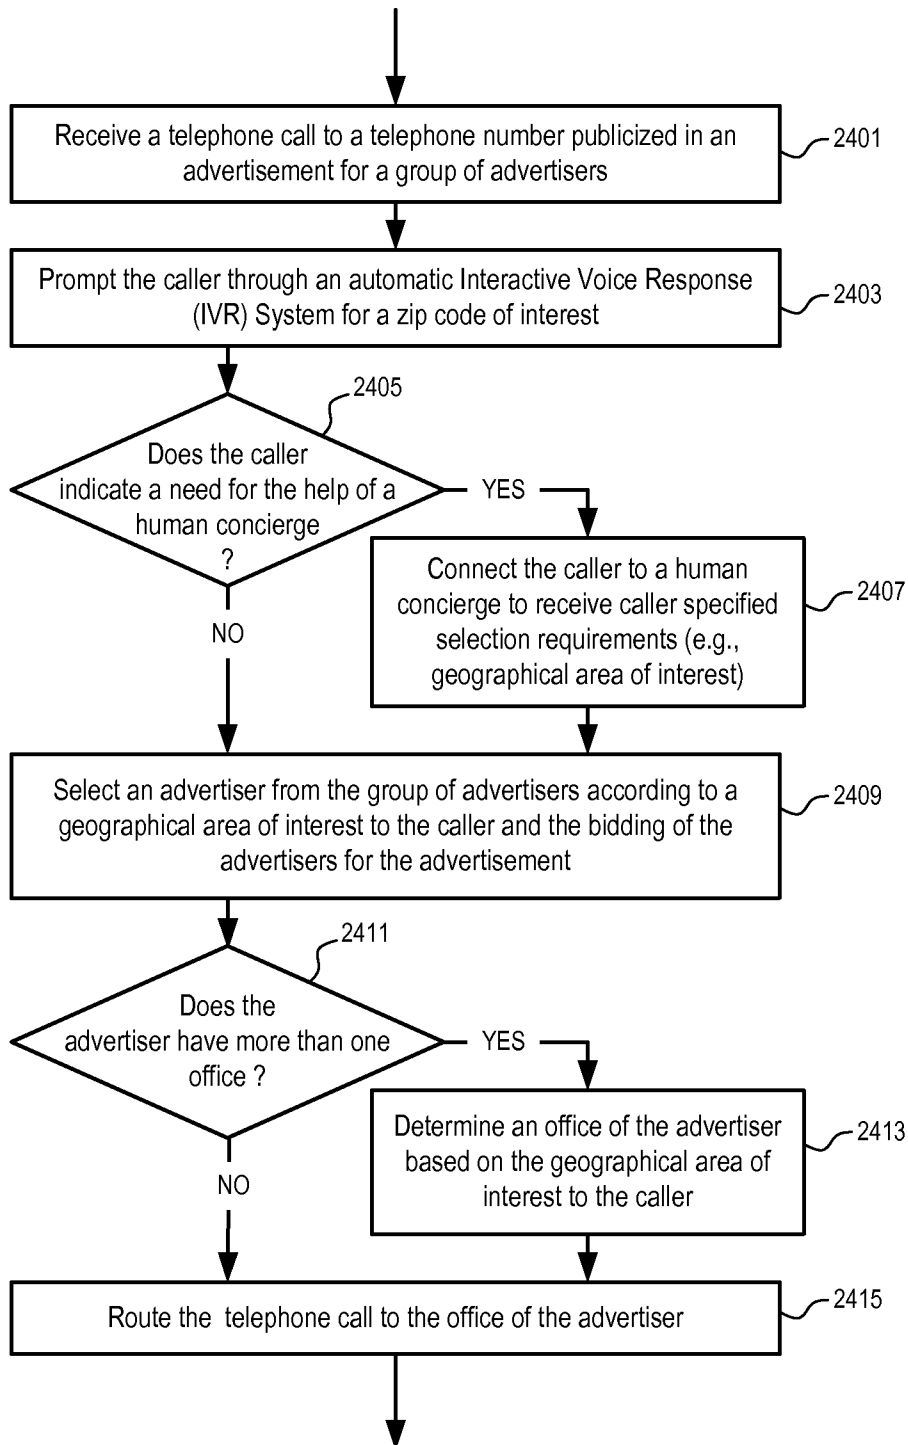 Receive a telephone call to a telephone number publicized in an
advertisement for a group of advertisers
2401
Prompt the caller through an automatic Interactive Voice Response
(IVR) System for a zip code of interest
2403
2405
Does the caller
indicate a need for the help of a
human concierge
?
YES
NO
Connect the caller to a human
concierge to receive caller specified
selection requirements (e.g.,
geographical area of interest)
2407
Select an advertiser from the group of advertisers according to a
geographical area of interest to the caller and the bidding of the
advertisers for the advertisement
2409
2411
Does the
advertiser have more than one
office ?
YES
NO
Determine an office of the advertiser
based on the geographical area of
interest to the caller
2413
Route the telephone call to the office of the advertiser
2415